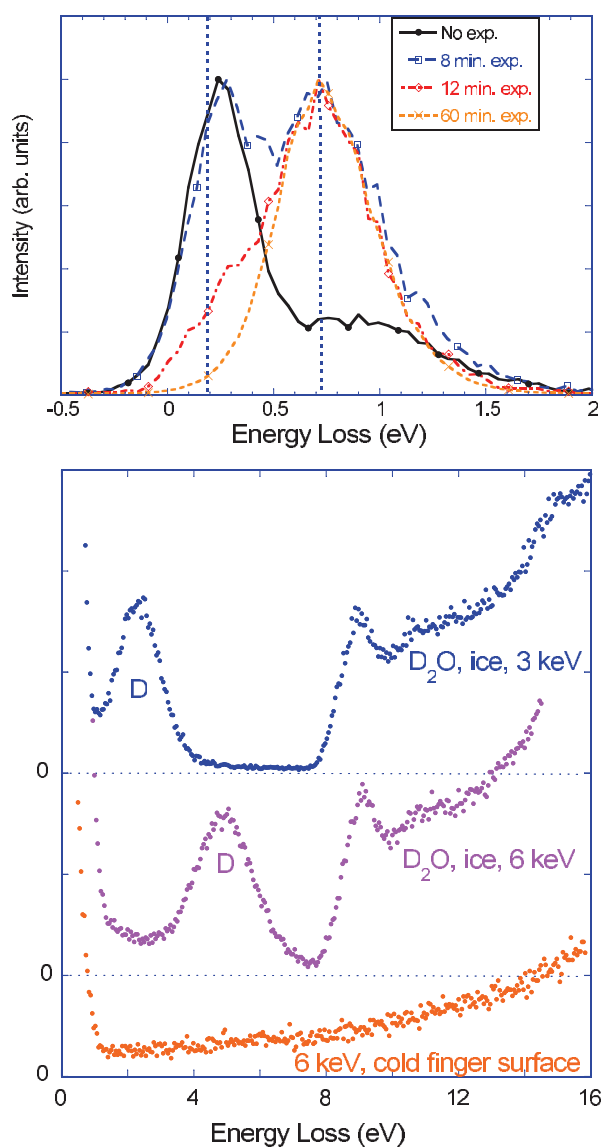 No exp.
8 min. exp.
12 min. exp.
60 min. exp.
Intensity (arb. units)
-0.5 0 0.5 1 1.5 2
Energy Loss (eV)
D
D₂O, ice, 3 keV
0
D
D₂O, ice, 6 keV
0
6 keV, cold finger surface
0
0 4 8 12 16
Energy Loss (eV)